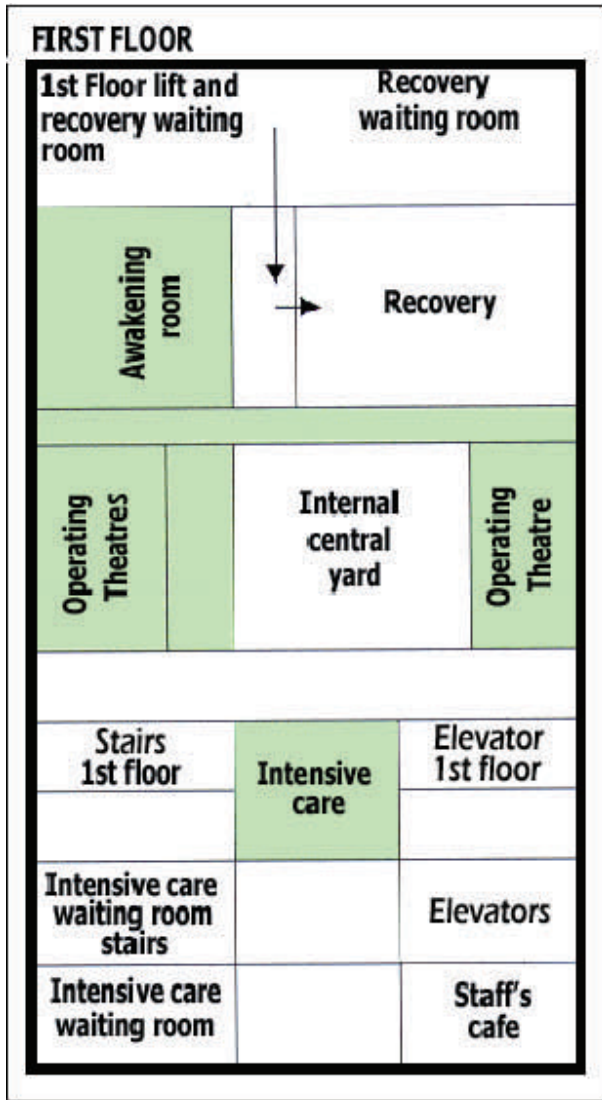 FIRST FLOOR
1st Floor lift and
recovery waiting
room
Recovery
waiting room
Awakening
room
Recovery
Operating
Theatres
Internal
central
yard
Operating
Theatre
Stairs
1st floor
Intensive
care
Elevator
1st floor
Intensive care
waiting room
stairs
Elevators
Intensive care
waiting room
Staff's
cafe